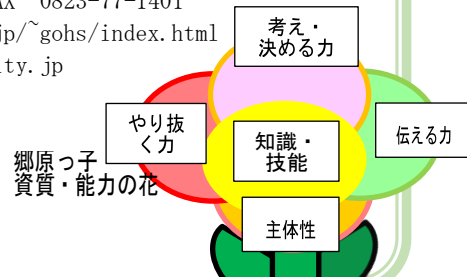 AX 0823-77-1401
jp/~gohs/index.html
ity.jp
考え・
決める力
やり抜
く力
知識・
技能
伝える力
郷原っ子
資質・能力の花
主体性